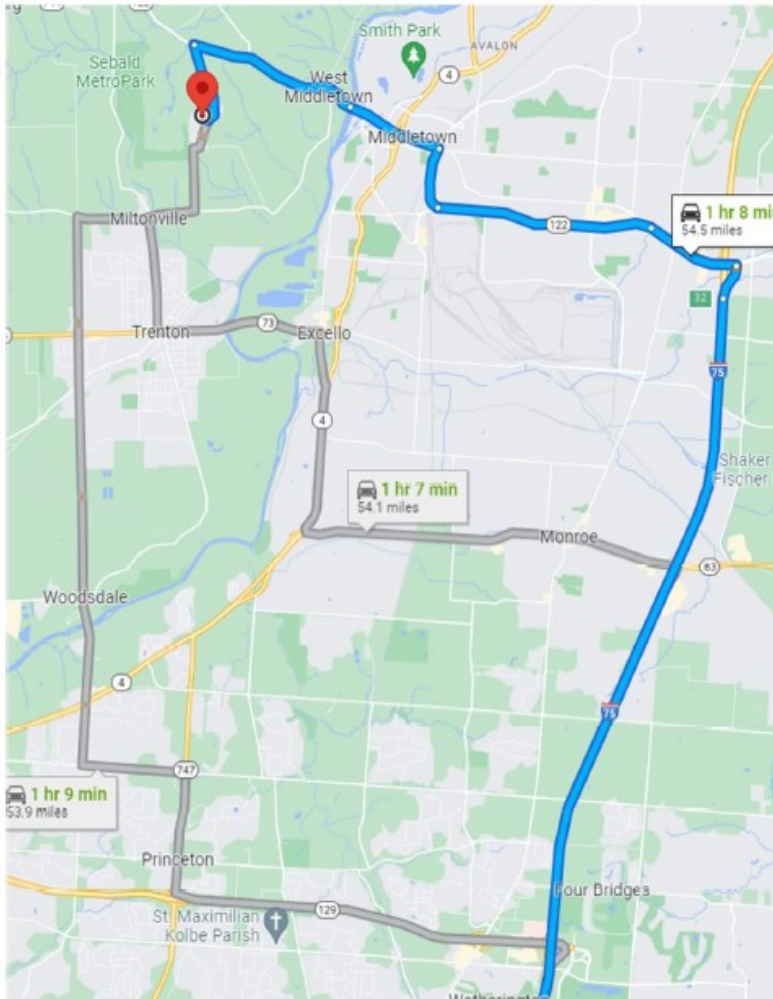 Smith Park
AVALON
Sebald
MetroPark
4
West
Middletown
Middletown
1 hr 8 mi
54.5 miles
122
Miltonville
32
Trenton
73
Excello
75
4
Shaker
Fischer
1 hr 7 min
54.1 miles
Monroe
63
Woodsdale
4
75
747
1 hr 9 min
53.9 miles
Princeton
Four Bridges
129
St. Maximilian
Kolbe Parish
Wetherington